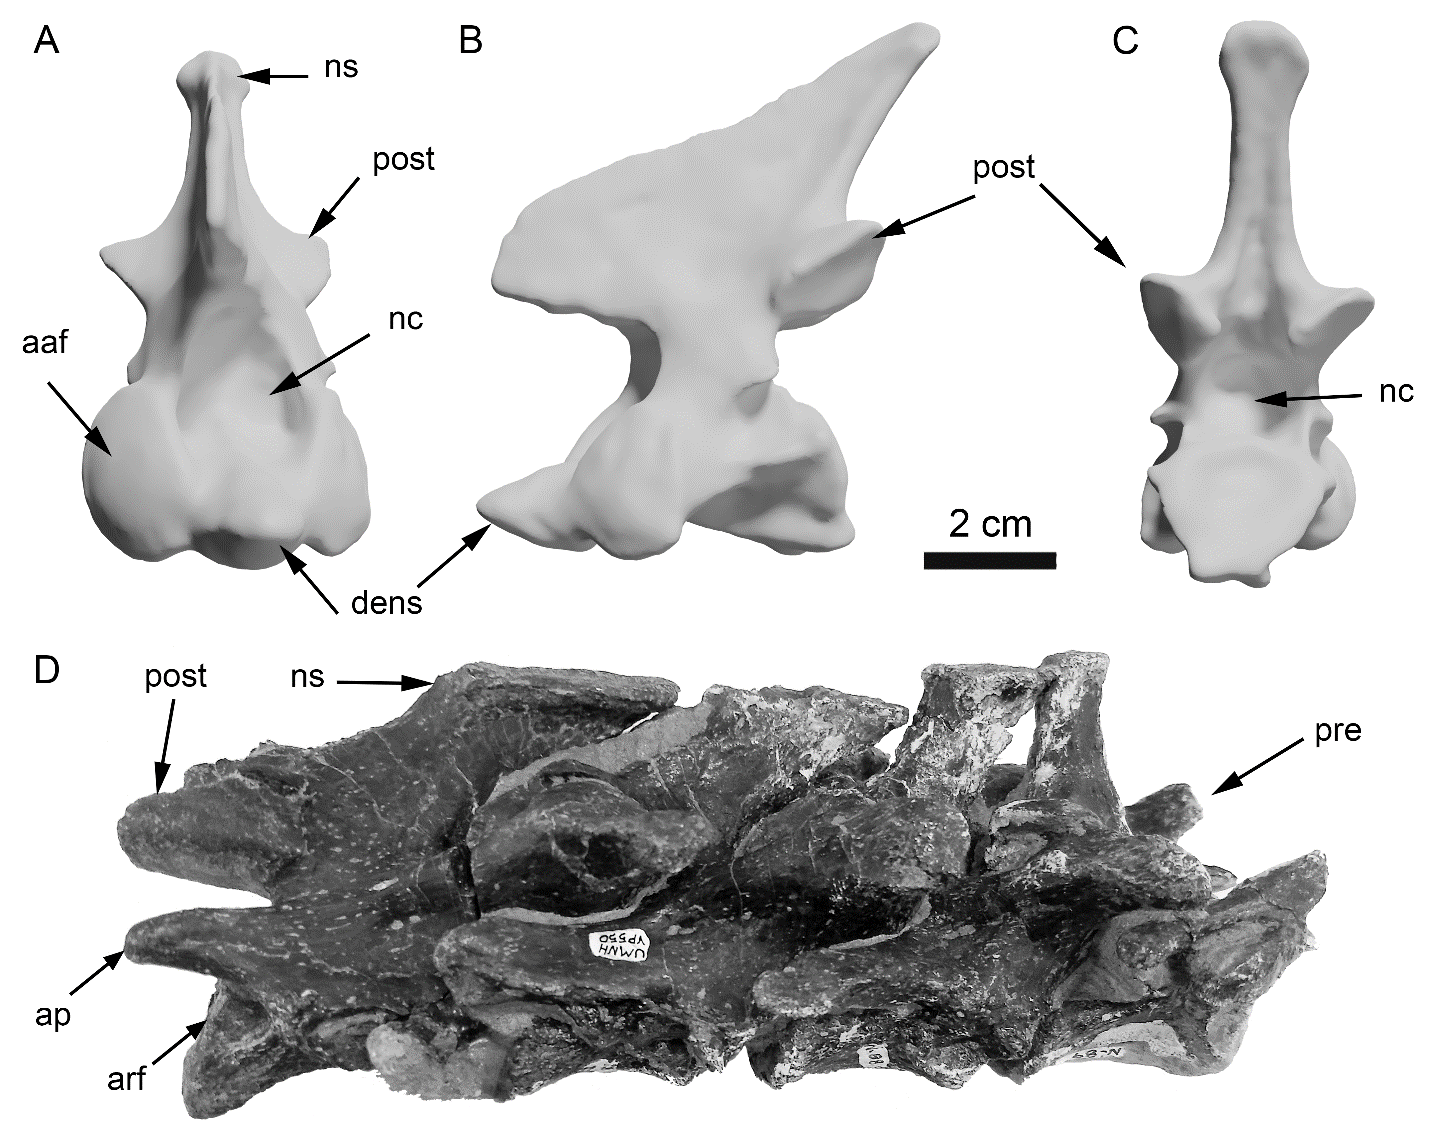 A
B
C
ns
post
post
nc
aaf
nc
2 cm
dens
D
post
ns
pre
UMNH
VP550
ap
arf